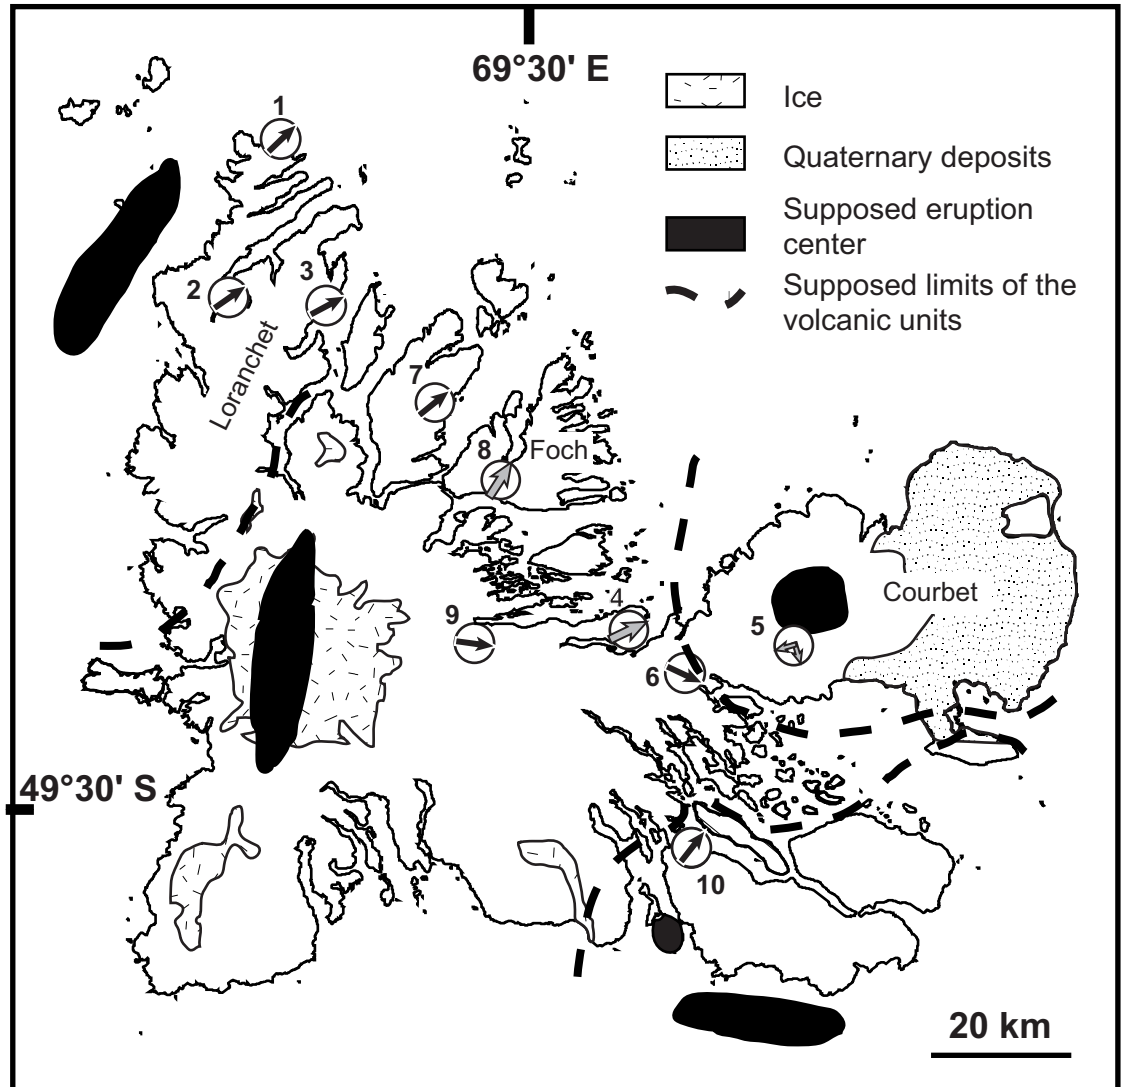 69°30' E
Ice
Quaternary deposits
Supposed eruption
center
Supposed limits of the
volcanic units
1
2
3
Loranchet
7
8
Foch
Courbet
9
4
5
6
49°30' S
10
20 km